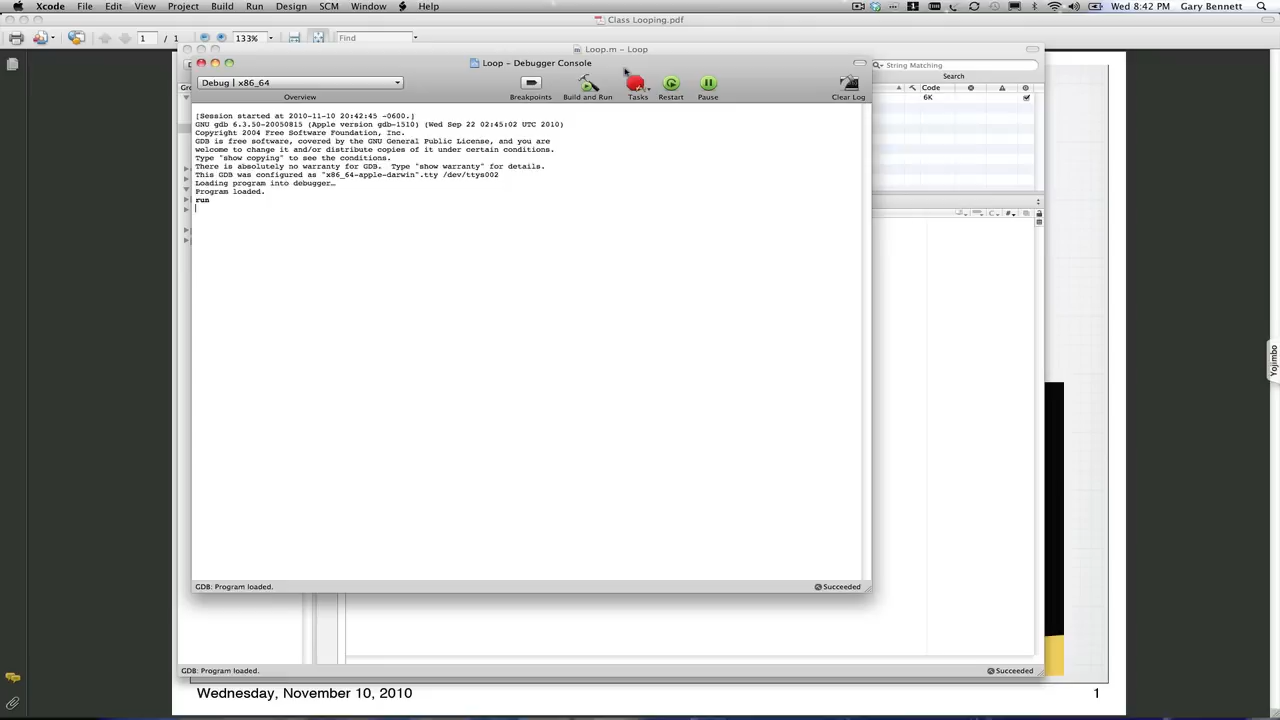 Xcode File Edit View Project Build Run Design SCM Window Help
1 Wed 8:42 PM Gary Bennett
Class Looping.pdf
1 / 1 133% Find
Loop.m – Loop
Loop – Debugger Console
String Matching
Search
Debug | x86_64
Overview Breakpoints Build and Run Tasks Restart Pause Clear Log
Code
6K
[Session started at 2010-11-10 20:42:45 -0600.]
GNU gdb 6.3.50-20050815 (Apple version gdb-1510) (Wed Sep 22 02:45:02 UTC 2010)
Copyright 2004 Free Software Foundation, Inc.
GDB is free software, covered by the GNU General Public License, and you are
welcome to change it and/or distribute copies of it under certain conditions.
Type "show copying" to see the conditions.
There is absolutely no warranty for GDB.  Type "show warranty" for details.
This GDB was configured as "x86_64-apple-darwin".tty /dev/ttys002
Loading program into debugger…
Program loaded.
run
Yojimbo
GDB: Program loaded. Succeeded
GDB: Program loaded. Succeeded
Wednesday, November 10, 2010 1